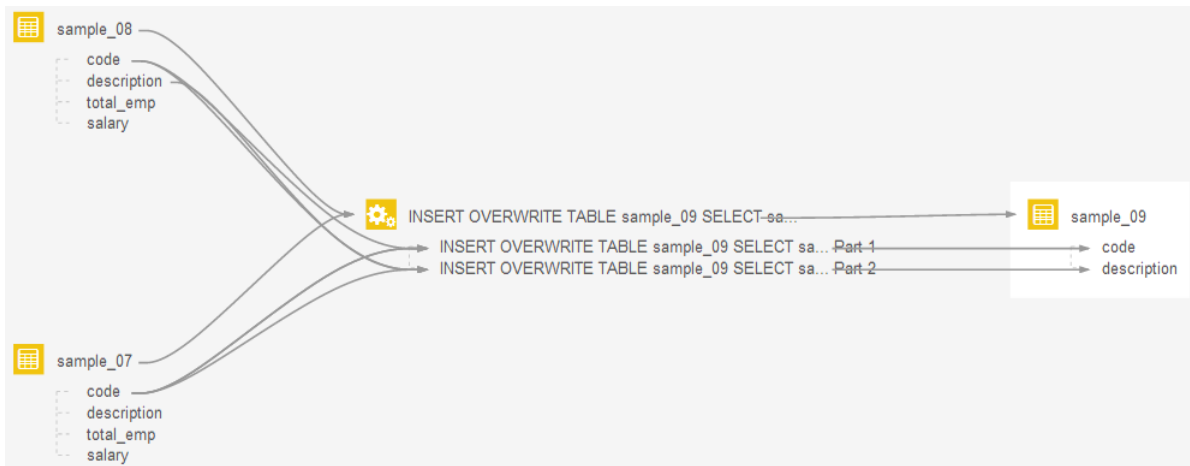 sample_08
code
description
total_emp
salary
INSERT OVERWRITE TABLE sample_09 SELECT sa...
INSERT OVERWRITE TABLE sample_09 SELECT sa... Part 1
INSERT OVERWRITE TABLE sample_09 SELECT sa... Part 2
sample_09
code
description
sample_07
code
description
total_emp
salary